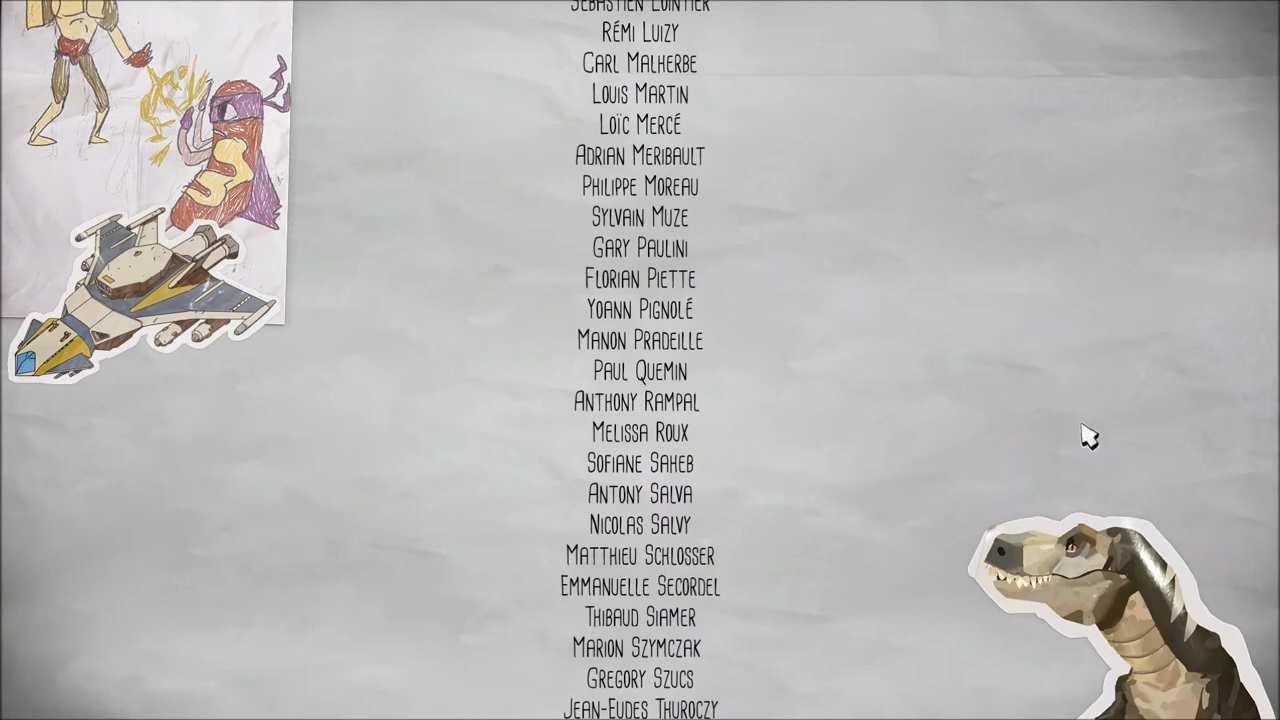 Sébastien Lointier
Rémi Luizy
Carl Malherbe
Louis Martin
Loïc Mercé
Adrian Meribault
Philippe Moreau
Sylvain Muze
Gary Paulini
Florian Piette
Yoann Pignolé
Manon Pradeille
Paul Quemin
Anthony Rampal
Melissa Roux
Sofiane Saheb
Antony Salva
Nicolas Salvy
Matthieu Schlosser
Emmanuelle Secordel
Thibaud Siamer
Marion Szymczak
Gregory Szucs
Jean-Eudes Thuroczy